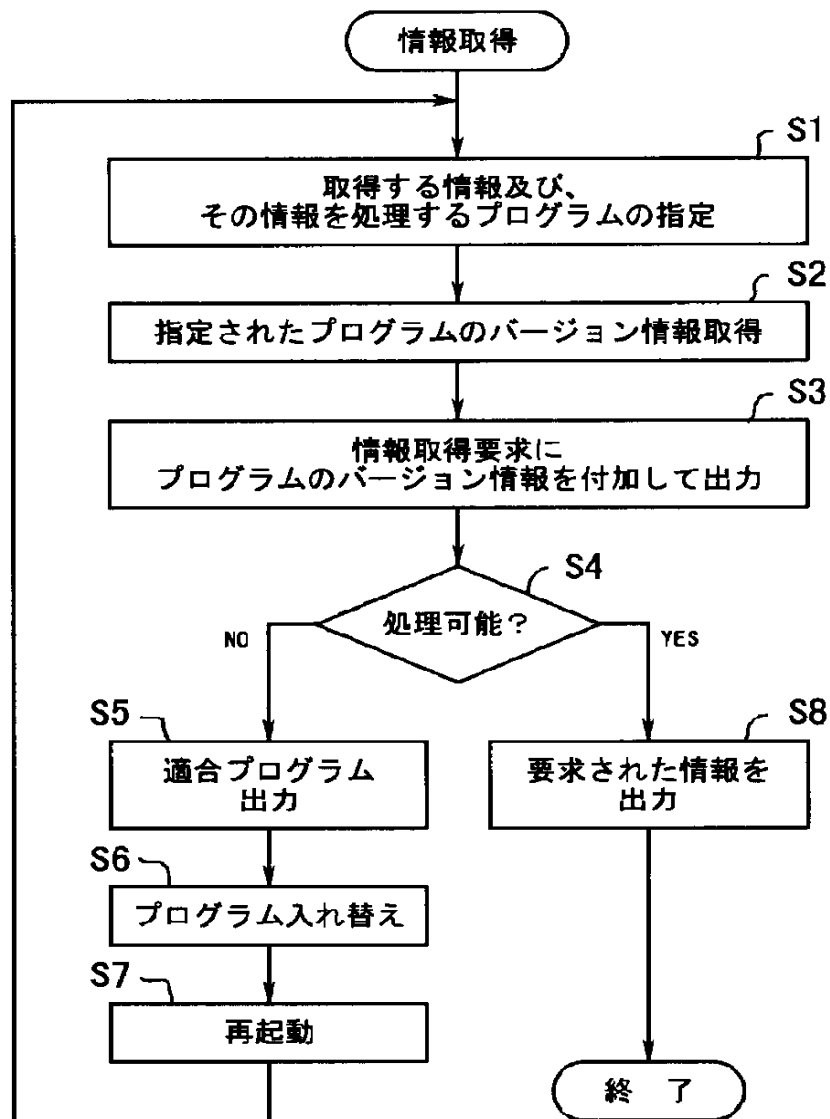 情報取得
S1
取得する情報及び、
その情報を処理するプログラムの指定
S2
指定されたプログラムのバージョン情報取得
S3
情報取得要求に
プログラムのバージョン情報を付加して出力
S4
処理可能？
NO
YES
S5
適合プログラム
出力
S8
要求された情報を
出力
S6
プログラム入れ替え
S7
再起動
終 了